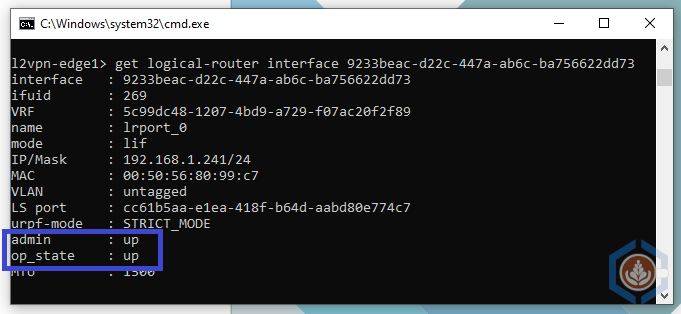 C:\Windows\system32\cmd.exe
l2vpn-edge1> get logical-router interface 9233beac-d22c-447a-ab6c-ba756622dd73
interface : 9233beac-d22c-447a-ab6c-ba756622dd73
ifuid : 269
VRF : 5c99dc48-1207-4bd9-a729-f07ac20f2f89
name : lrport_0
mode : lif
IP/Mask : 192.168.1.241/24
MAC : 00:50:56:80:99:c7
VLAN : untagged
LS port : cc61b5aa-e1ea-418f-b64d-aabd80e774c7
urpf-mode : STRICT_MODE
admin : up
op_state : up
MTU : 1500